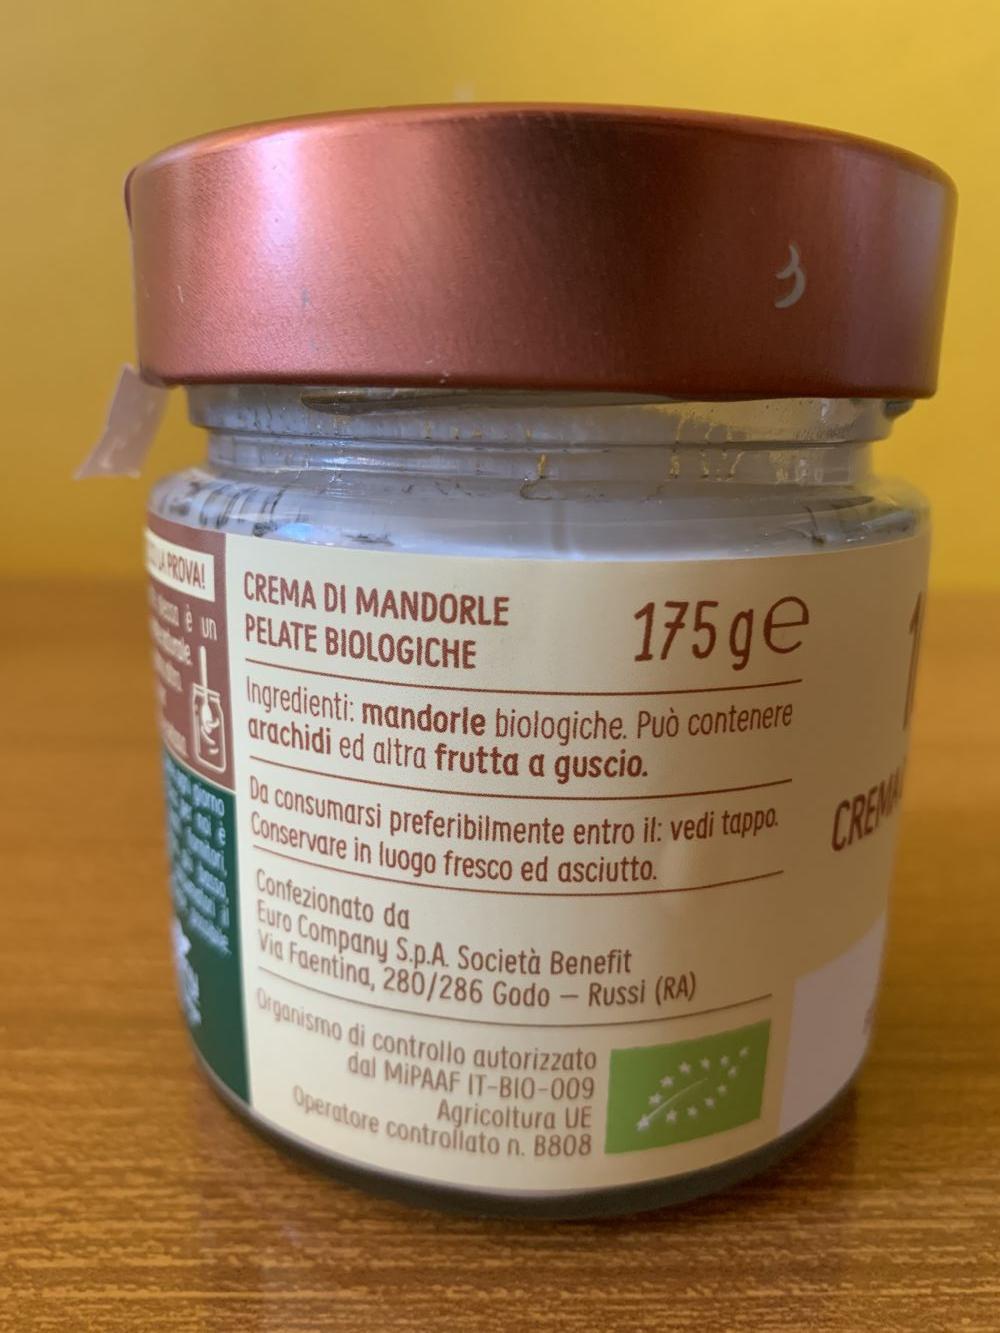 LA PROVA!
è un
CREMA DI MANDORLE
PELATE BIOLOGICHE
175 g e
Ingredienti: mandorle biologiche. Può contenere
arachidi ed altra frutta a guscio.
Da consumarsi preferibilmente entro il: vedi tappo.
Conservare in luogo fresco ed asciutto.
Confezionato da
Euro Company S.p.A. Società Benefit
Via Faentina, 280/286 Godo – Russi (RA)
Organismo di controllo autorizzato
dal MiPAAF IT-BIO-009
Agricoltura UE
Operatore controllato n. B808
giorno
è
CREMA